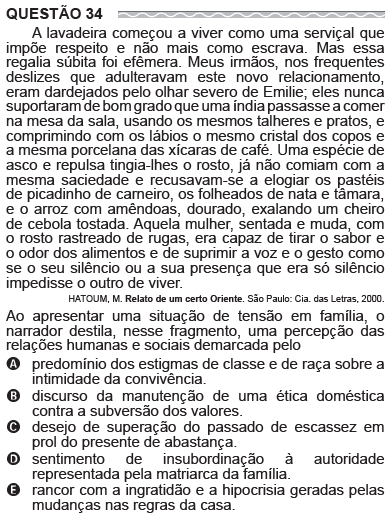 QUESTÃO 34
A lavadeira começou a viver como uma serviçal que
impõe respeito e não mais como escrava. Mas essa
regalia súbita foi efêmera. Meus irmãos, nos frequentes
deslizes que adulteravam este novo relacionamento,
eram dardejados pelo olhar severo de Emilie; eles nunca
suportaram de bom grado que uma índia passasse a comer
na mesa da sala, usando os mesmos talheres e pratos, e
comprimindo com os lábios o mesmo cristal dos copos e
a mesma porcelana das xícaras de café. Uma espécie de
asco e repulsa tingia-lhes o rosto, já não comiam com a
mesma saciedade e recusavam-se a elogiar os pastéis
de picadinho de carneiro, os folheados de nata e tâmara,
e o arroz com amêndoas, dourado, exalando um cheiro
de cebola tostada. Aquela mulher, sentada e muda, com
o rosto rastreado de rugas, era capaz de tirar o sabor e
o odor dos alimentos e de suprimir a voz e o gesto como
se o seu silêncio ou a sua presença que era só silêncio
impedisse o outro de viver.
HATOUM, M. Relato de um certo Oriente. São Paulo: Cia. das Letras, 2000.
Ao apresentar uma situação de tensão em família, o
narrador destila, nesse fragmento, uma percepção das
relações humanas e sociais demarcada pelo
A predomínio dos estigmas de classe e de raça sobre a
intimidade da convivência.
B discurso da manutenção de uma ética doméstica
contra a subversão dos valores.
C desejo de superação do passado de escassez em
prol do presente de abastança.
D sentimento de insubordinação à autoridade
representada pela matriarca da família.
E rancor com a ingratidão e a hipocrisia geradas pelas
mudanças nas regras da casa.